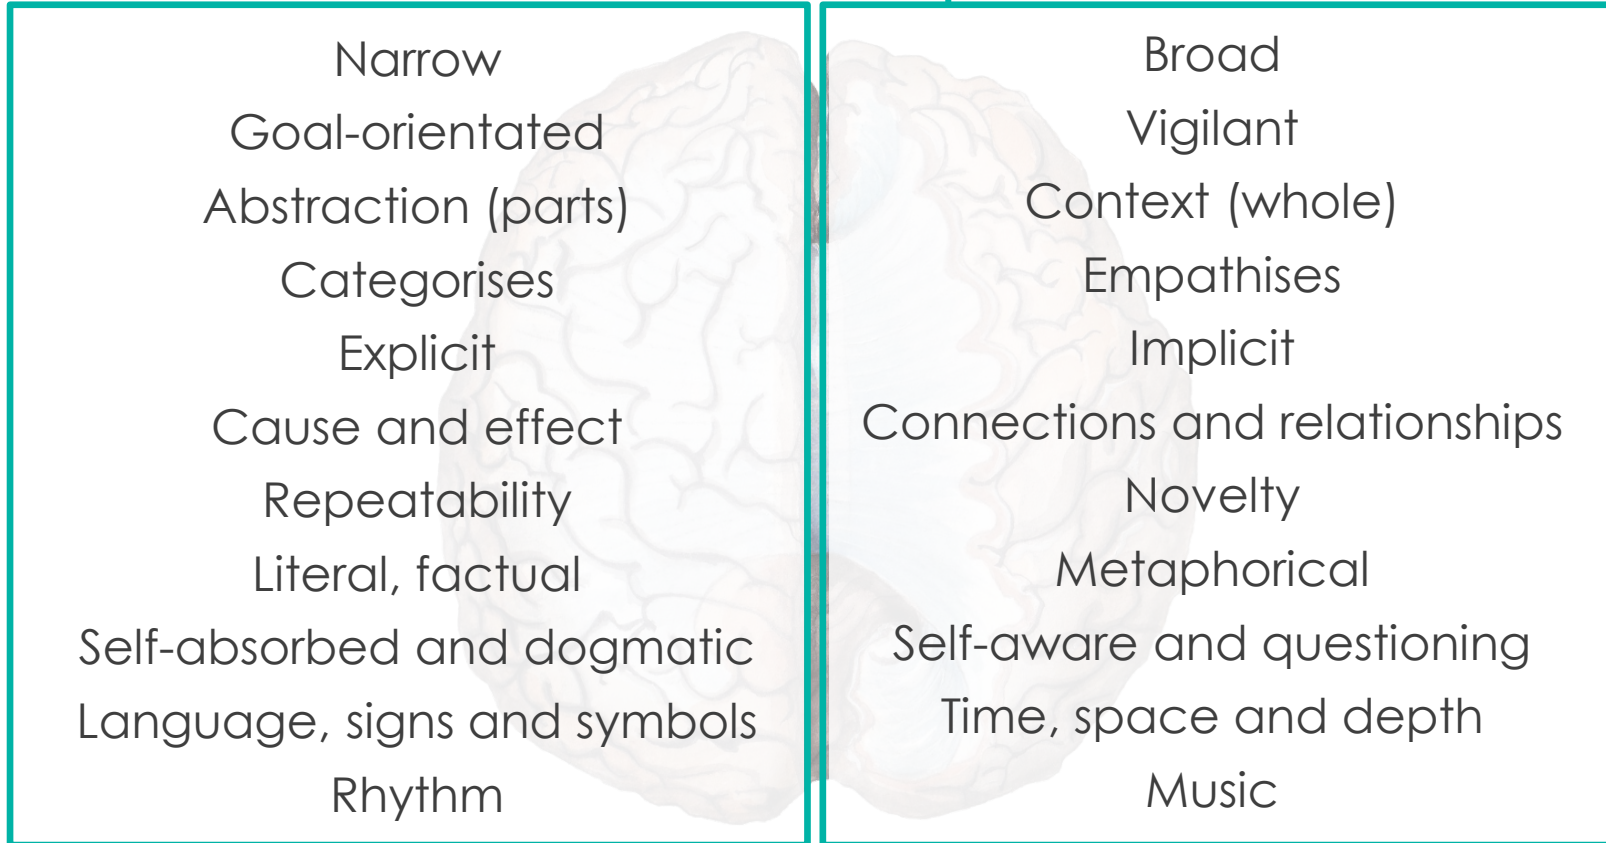 Narrow
Goal-orientated
Abstraction (parts)
Categorises
Explicit
Cause and effect
Repeatability
Literal, factual
Self-absorbed and dogmatic
Language, signs and symbols
Rhythm
Broad
Vigilant
Context (whole)
Empathises
Implicit
Connections and relationships
Novelty
Metaphorical
Self-aware and questioning
Time, space and depth
Music